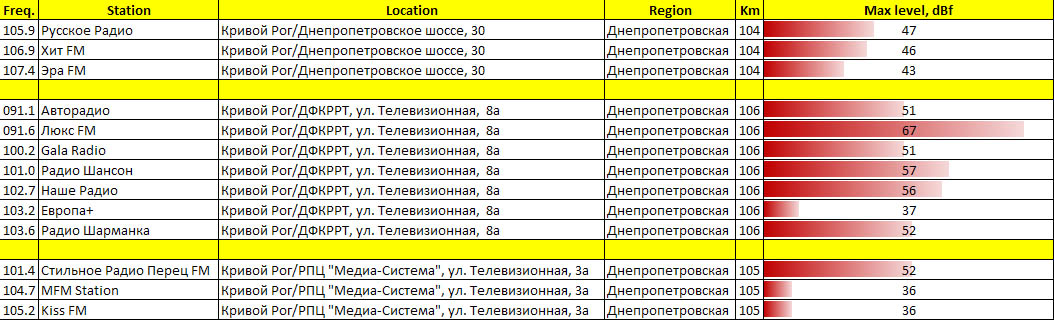 Freq. Station Location Region Km Max level, dBf
105.9 Русское Радио Кривой Рог/Днепропетровское шоссе, 30 Днепропетровская 104 47
106.9 Хит FM Кривой Рог/Днепропетровское шоссе, 30 Днепропетровская 104 46
107.4 Эра FM Кривой Рог/Днепропетровское шоссе, 30 Днепропетровская 104 43
091.1 Авторадио Кривой Рог/ДФКРРТ, ул. Телевизионная, 8а Днепропетровская 106 51
091.6 Люкс FM Кривой Рог/ДФКРРТ, ул. Телевизионная, 8а Днепропетровская 106 67
100.2 Gala Radio Кривой Рог/ДФКРРТ, ул. Телевизионная, 8а Днепропетровская 106 51
101.0 Радио Шансон Кривой Рог/ДФКРРТ, ул. Телевизионная, 8а Днепропетровская 106 57
102.7 Наше Радио Кривой Рог/ДФКРРТ, ул. Телевизионная, 8а Днепропетровская 106 56
103.2 Европа+ Кривой Рог/ДФКРРТ, ул. Телевизионная, 8а Днепропетровская 106 37
103.6 Радио Шарманка Кривой Рог/ДФКРРТ, ул. Телевизионная, 8а Днепропетровская 106 52
101.4 Стильное Радио Перец FM Кривой Рог/РПЦ "Медиа-Система", ул. Телевизионная, 3а Днепропетровская 105 52
104.7 MFM Station Кривой Рог/РПЦ "Медиа-Система", ул. Телевизионная, 3а Днепропетровская 105 36
105.2 Kiss FM Кривой Рог/РПЦ "Медиа-Система", ул. Телевизионная, 3а Днепропетровская 105 36